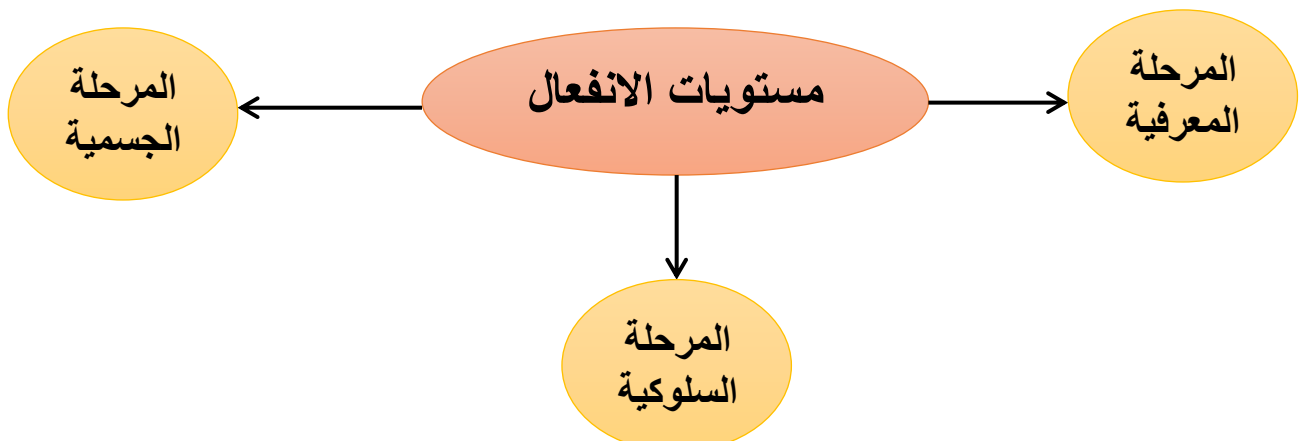 مستويات الانفعال
المرحلة
المعرفية
المرحلة
السلوكية
المرحلة
الجسمية